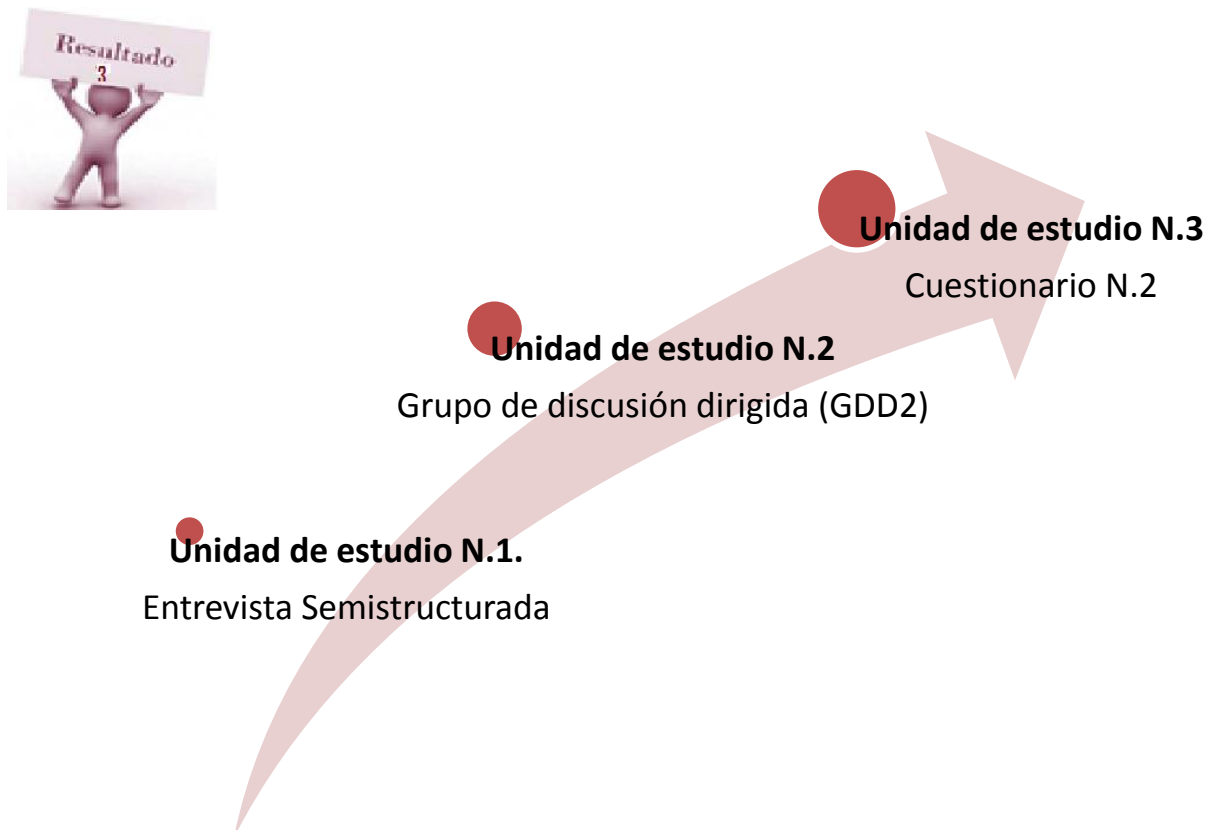 Resultado
3
Unidad de estudio N.3
Cuestionario N.2
Unidad de estudio N.2
Grupo de discusión dirigida (GDD2)
Unidad de estudio N.1.
Entrevista Semistructurada